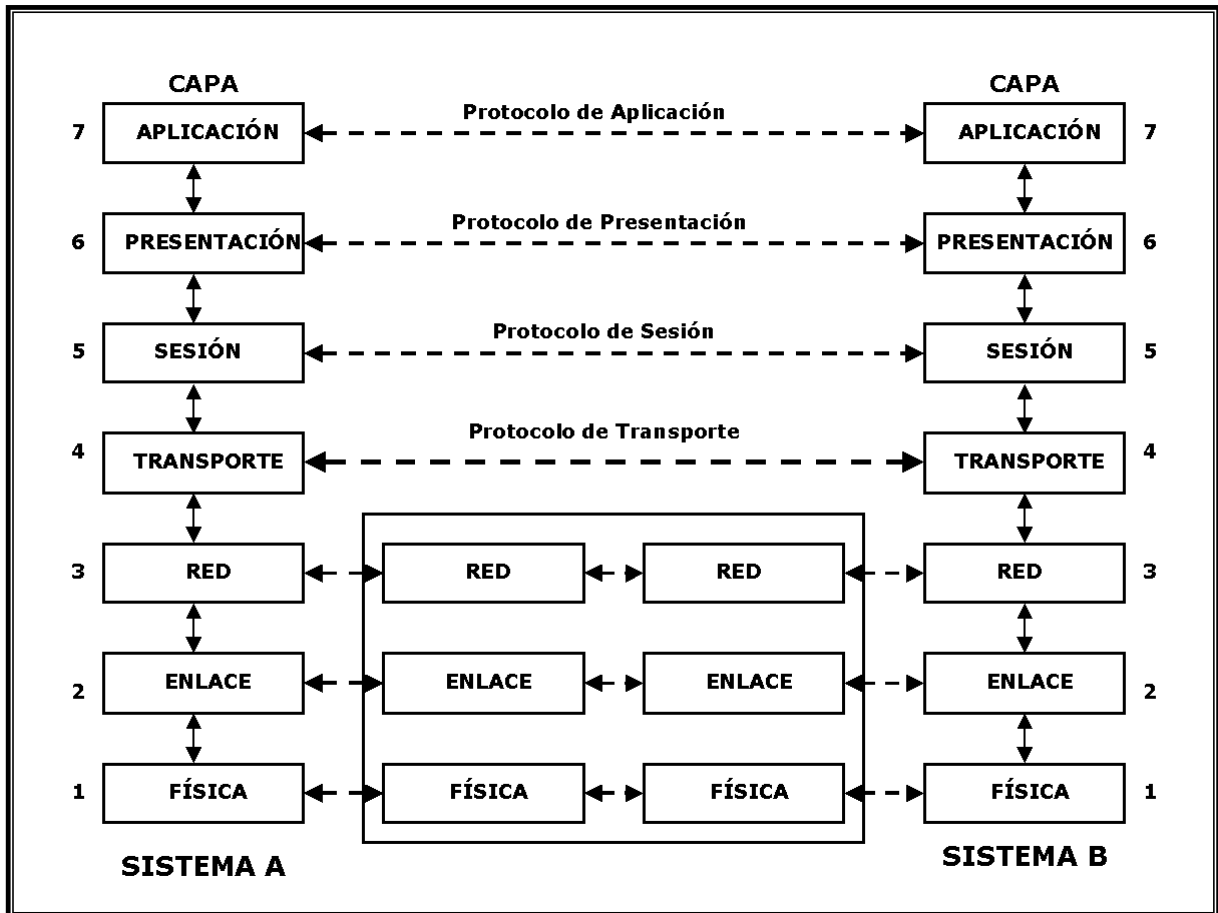 CAPA CAPA
Protocolo de Aplicación
7 APLICACIÓN APLICACIÓN 7
Protocolo de Presentación
6 PRESENTACIÓN PRESENTACIÓN 6
Protocolo de Sesión
5 SESIÓN SESIÓN 5
Protocolo de Transporte
4 TRANSPORTE TRANSPORTE 4
3 RED RED RED RED 3
2 ENLACE ENLACE ENLACE ENLACE 2
1 FÍSICA FÍSICA FÍSICA FÍSICA 1
SISTEMA A SISTEMA B